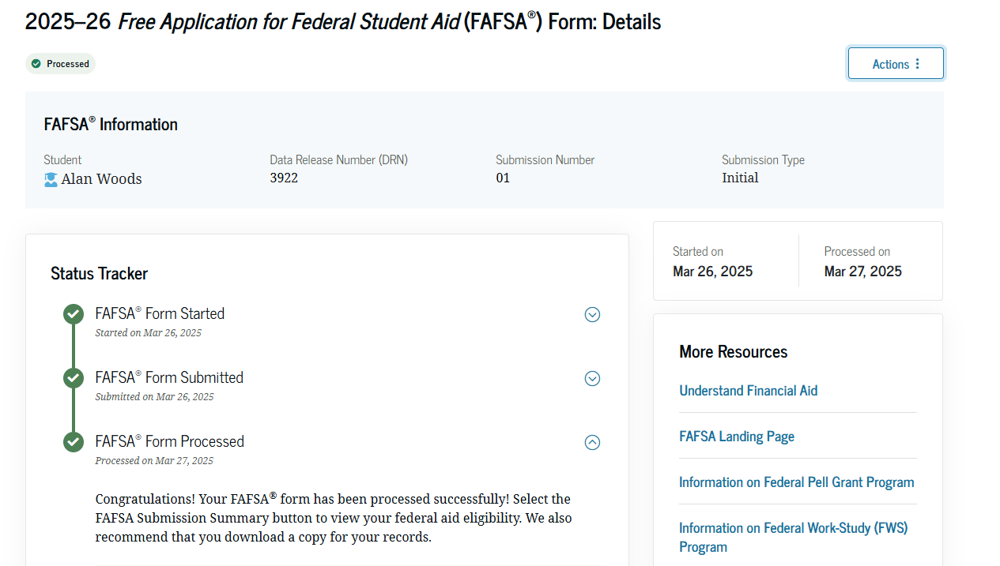 2025–26 Free Application for Federal Student Aid (FAFSA®) Form: Details
Processed
Actions
FAFSA® Information
Student
Alan Woods
Data Release Number (DRN)
3922
Submission Number
01
Submission Type
Initial
Status Tracker
FAFSA® Form Started
Started on Mar 26, 2025
FAFSA® Form Submitted
Submitted on Mar 26, 2025
FAFSA® Form Processed
Processed on Mar 27, 2025
Congratulations! Your FAFSA® form has been processed successfully! Select the
FAFSA Submission Summary button to view your federal aid eligibility. We also
recommend that you download a copy for your records.
Started on
Mar 26, 2025
Processed on
Mar 27, 2025
More Resources
Understand Financial Aid
FAFSA Landing Page
Information on Federal Pell Grant Program
Information on Federal Work-Study (FWS)
Program